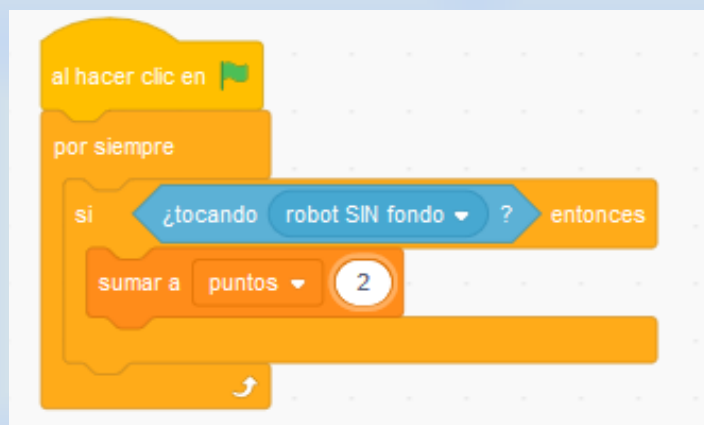 al hacer clic en
por siempre
si ¿tocando robot SIN fondo ? entonces
sumar a puntos 2